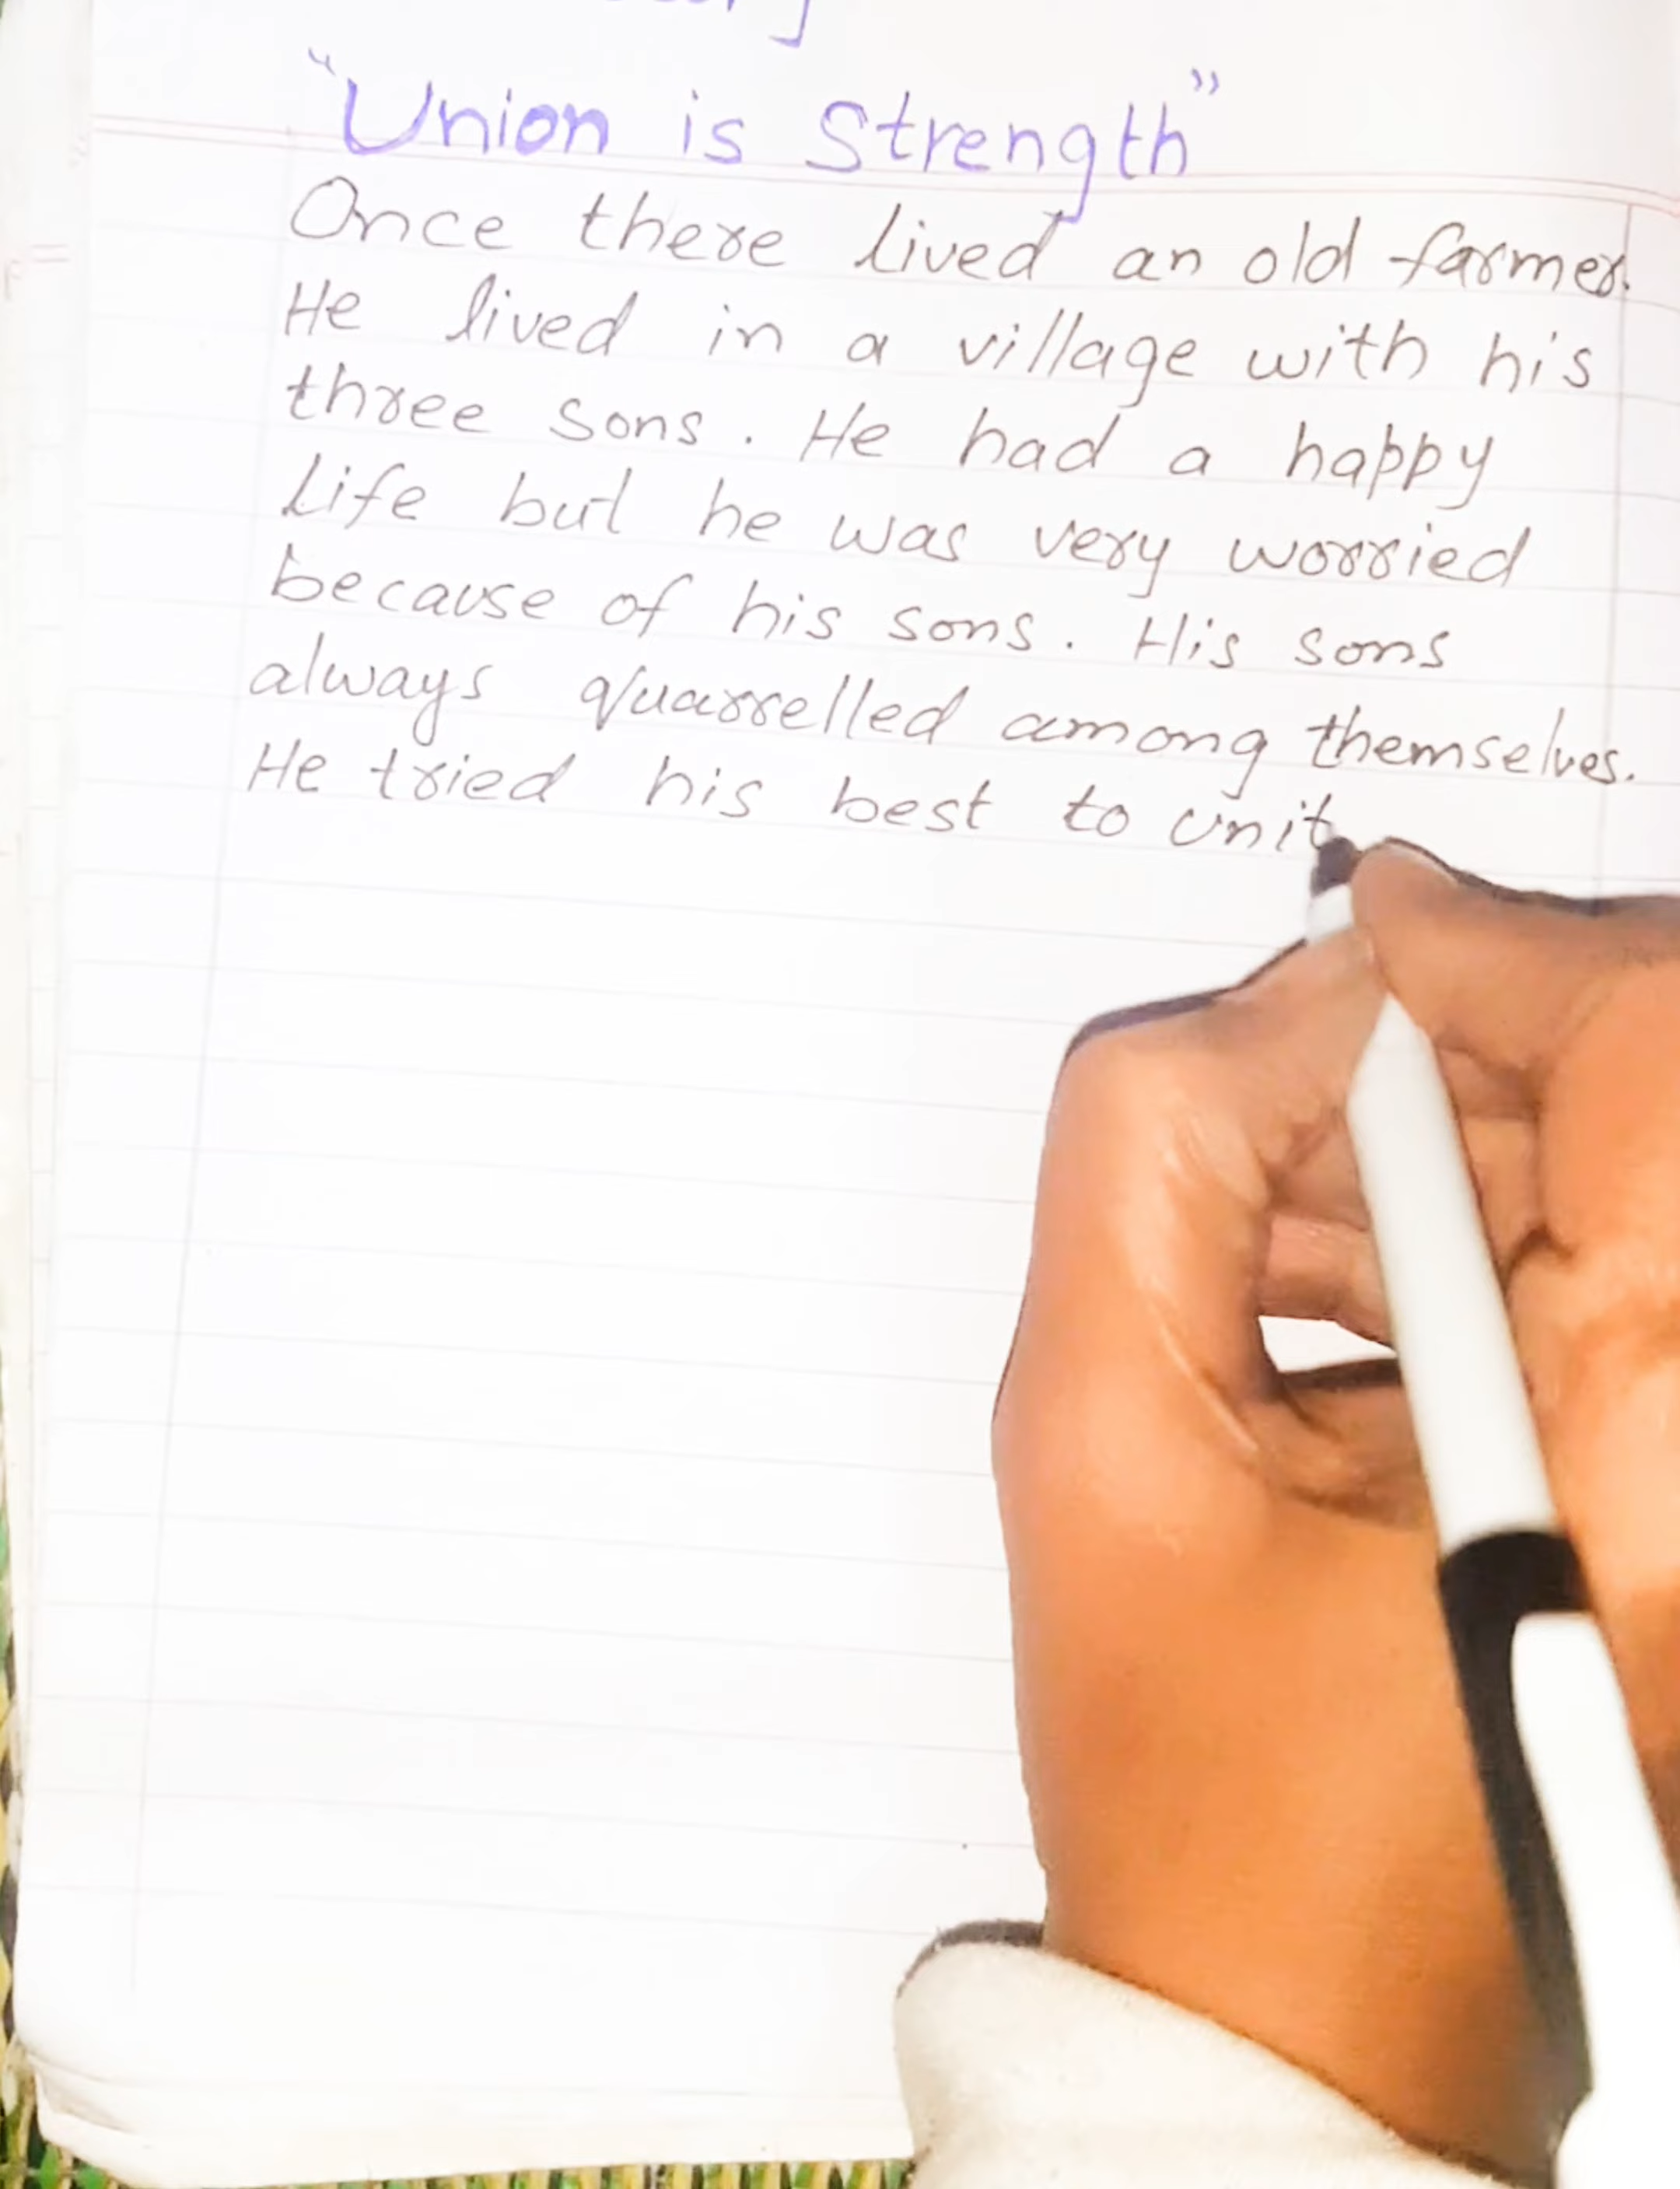 "Union is Strength"
Once there lived an old farmer.
He lived in a village with his
three sons. He had a happy
Life but he was very worried
because of his sons. His sons
always quarrelled among themselves.
He tried his best to unit